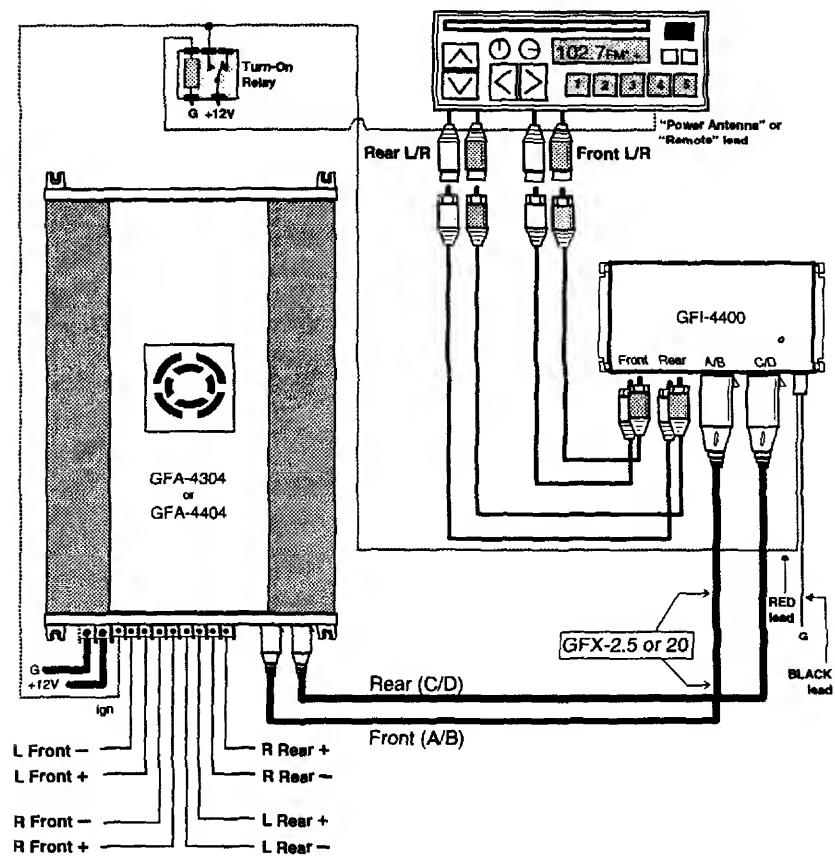 Turn-On
Relay
G +12V
102.7FM
1 2 3 4 5
"Power Antenna" or
"Remote" lead
Rear L/R
Front L/R
GFI-4400
Front Rear A/B C/D
GFA-4304
or
GFA-4404
RED
lead
G
BLACK
lead
GFX-2.5 or 20
G
+12V
ign
Rear (C/D)
Front (A/B)
L Front −
L Front +
R Front −
R Front +
R Rear +
R Rear −
L Rear +
L Rear −